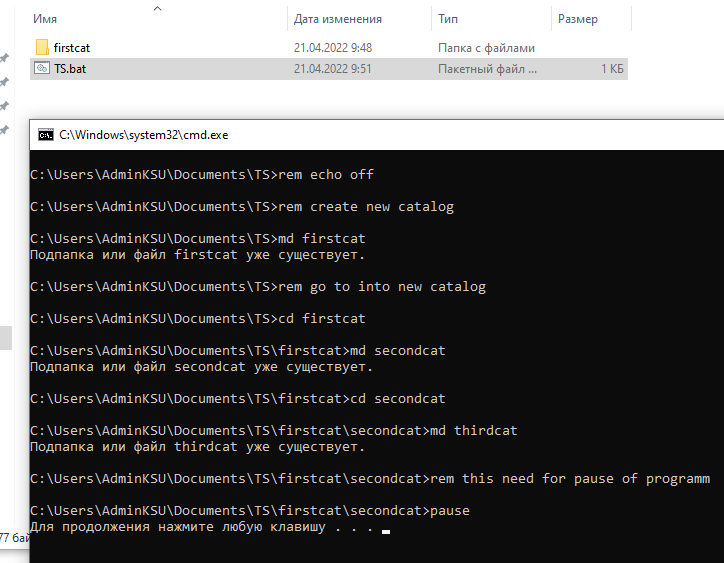 Имя Дата изменения Тип Размер
firstcat 21.04.2022 9:48 Папка с файлами
TS.bat 21.04.2022 9:51 Пакетный файл ... 1 КБ
C:\Windows\system32\cmd.exe
C:\Users\AdminKSU\Documents\TS>rem echo off
C:\Users\AdminKSU\Documents\TS>rem create new catalog
C:\Users\AdminKSU\Documents\TS>md firstcat
Подпапка или файл firstcat уже существует.
C:\Users\AdminKSU\Documents\TS>rem go to into new catalog
C:\Users\AdminKSU\Documents\TS>cd firstcat
C:\Users\AdminKSU\Documents\TS\firstcat>md secondcat
Подпапка или файл secondcat уже существует.
C:\Users\AdminKSU\Documents\TS\firstcat>cd secondcat
C:\Users\AdminKSU\Documents\TS\firstcat\secondcat>md thirdcat
Подпапка или файл thirdcat уже существует.
C:\Users\AdminKSU\Documents\TS\firstcat\secondcat>rem this need for pause of programm
C:\Users\AdminKSU\Documents\TS\firstcat\secondcat>pause
Для продолжения нажмите любую клавишу . . .